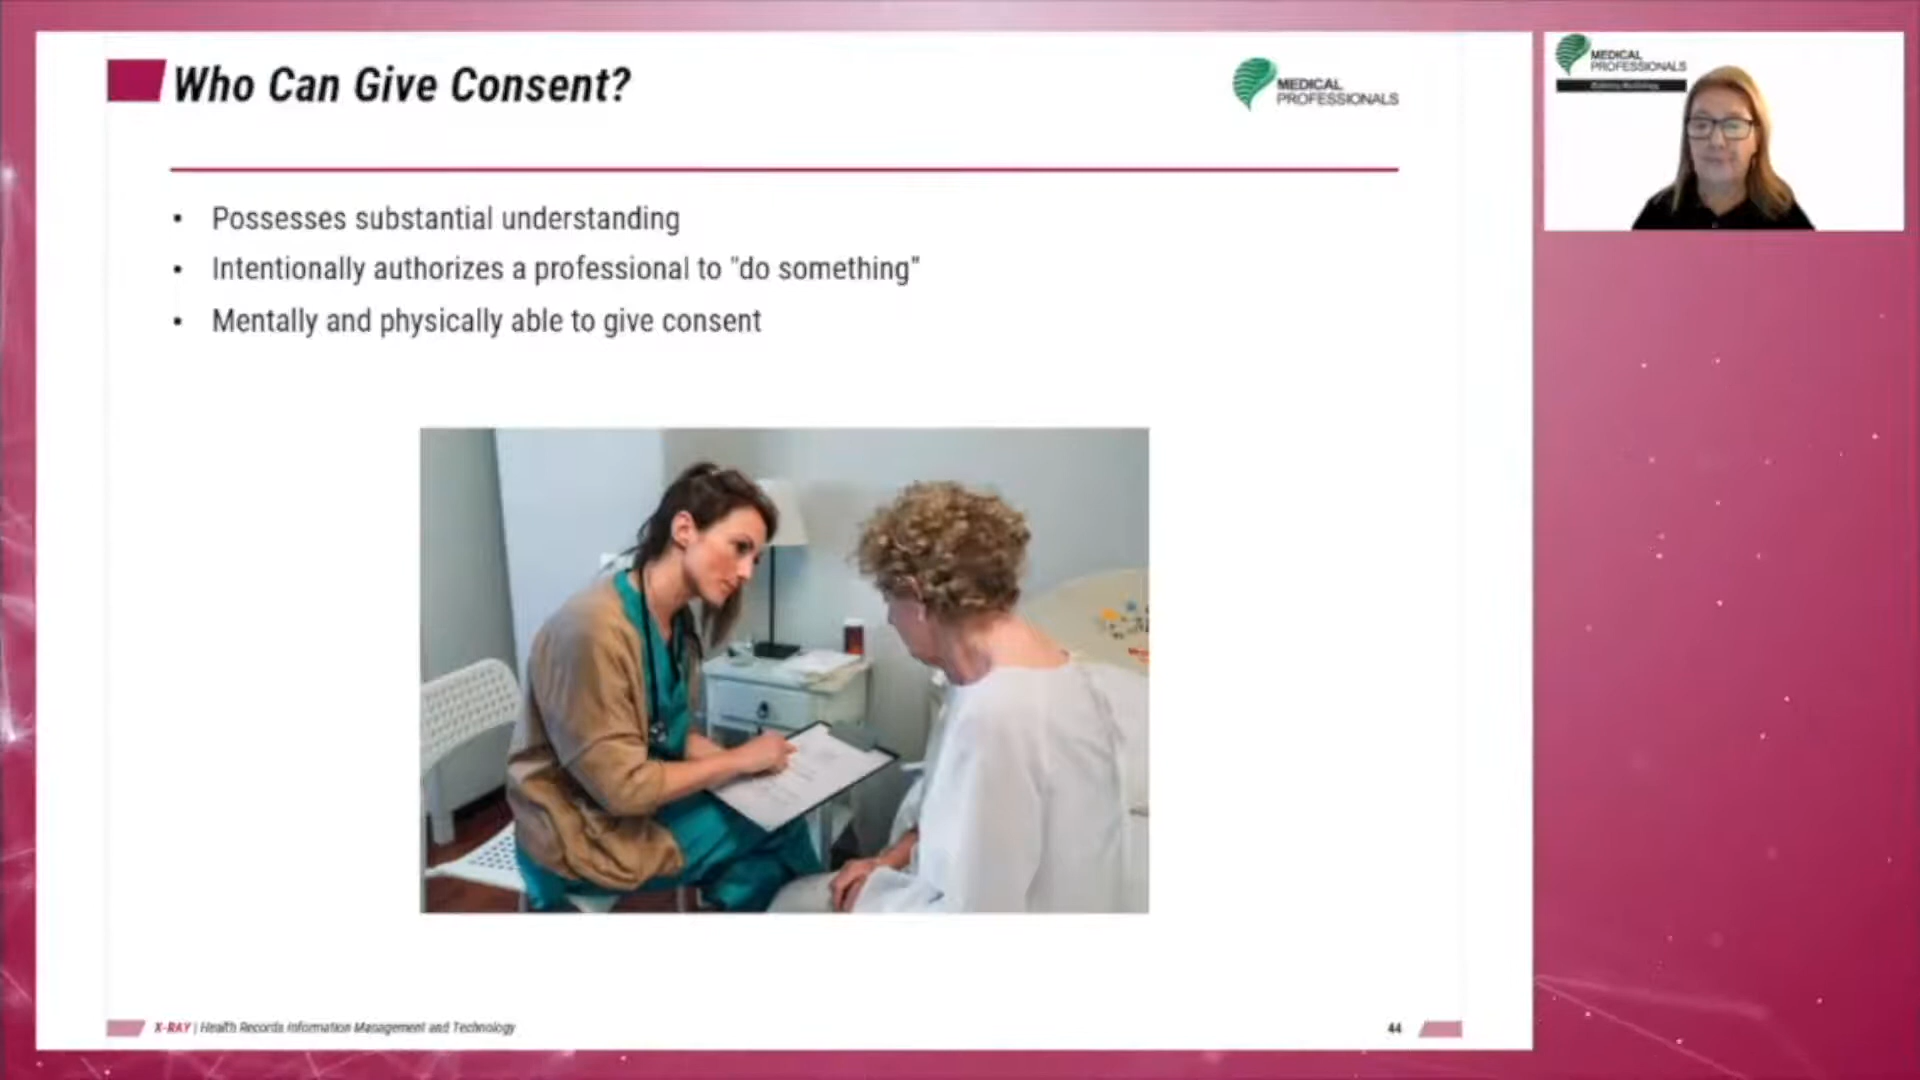 Who Can Give Consent?
MEDICAL
PROFESSIONALS
• Possesses substantial understanding
• Intentionally authorizes a professional to "do something"
• Mentally and physically able to give consent
X-RAY | Health Records Information Management and Technology
44
MEDICAL
PROFESSIONALS